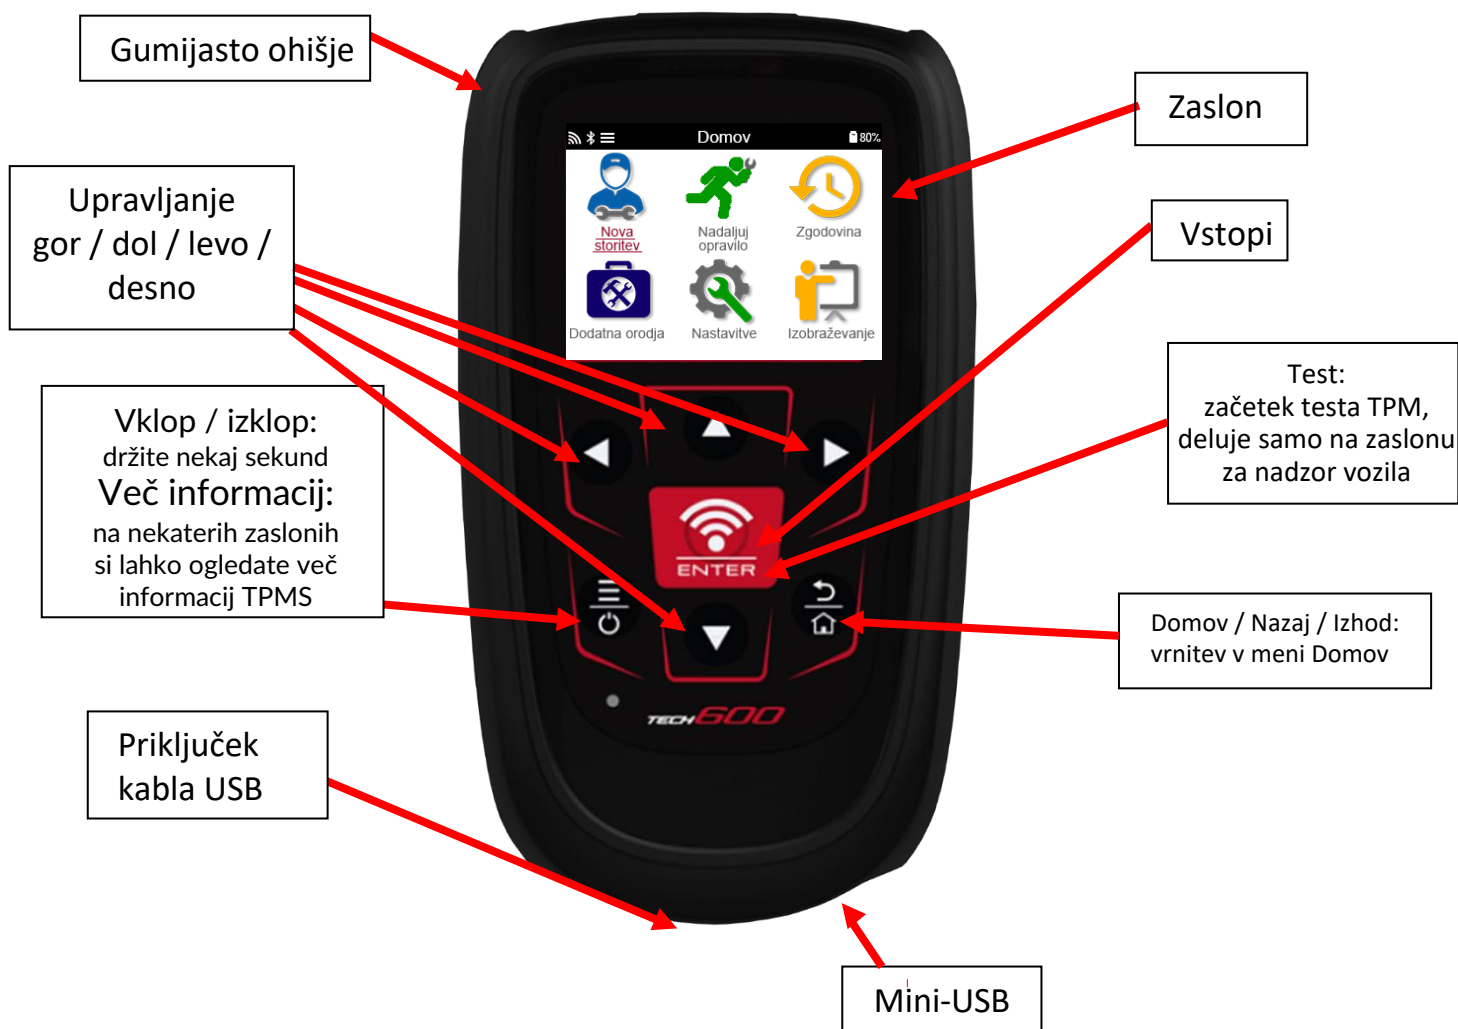 Gumijasto ohišje
Zaslon
Upravljanje
gor / dol / levo /
desno
Vstopi
Vklop / izklop:
držite nekaj sekund
Več informacij:
na nekaterih zaslonih
si lahko ogledate več
informacij TPMS
Test:
začetek testa TPM,
deluje samo na zaslonu
za nadzor vozila
Domov / Nazaj / Izhod:
vrnitev v meni Domov
Priključek
kabla USB
Mini-USB
Domov
80%
Nova
storitev
Nadaljuj
opravilo
Zgodovina
Dodatna orodja
Nastavitve
Izobraževanje
ENTER
TECH600